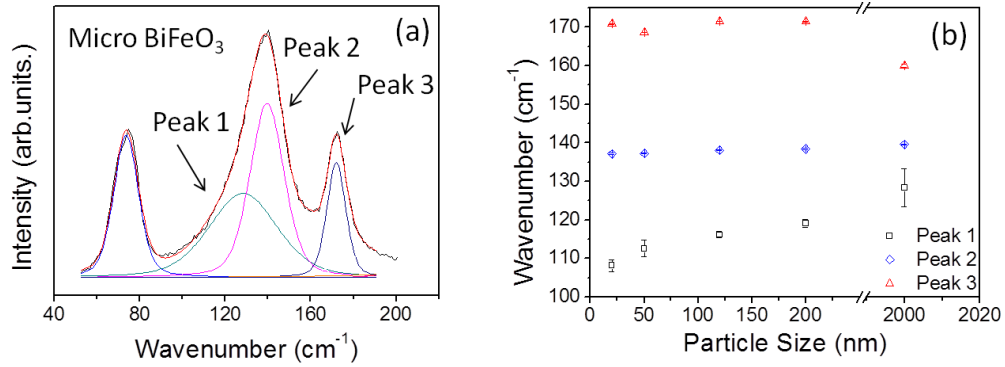 Micro BiFeO3
(a)
Peak 1
Peak 2
Peak 3
Intensity (arb.units.)
40 80 120 160 200
Wavenumber (cm-1)
(b)
Wavenumber (cm-1)
170
160
150
140
130
120
110
100
Peak 1
Peak 2
Peak 3
0 50 100 150 200 2000 2020
Particle Size (nm)